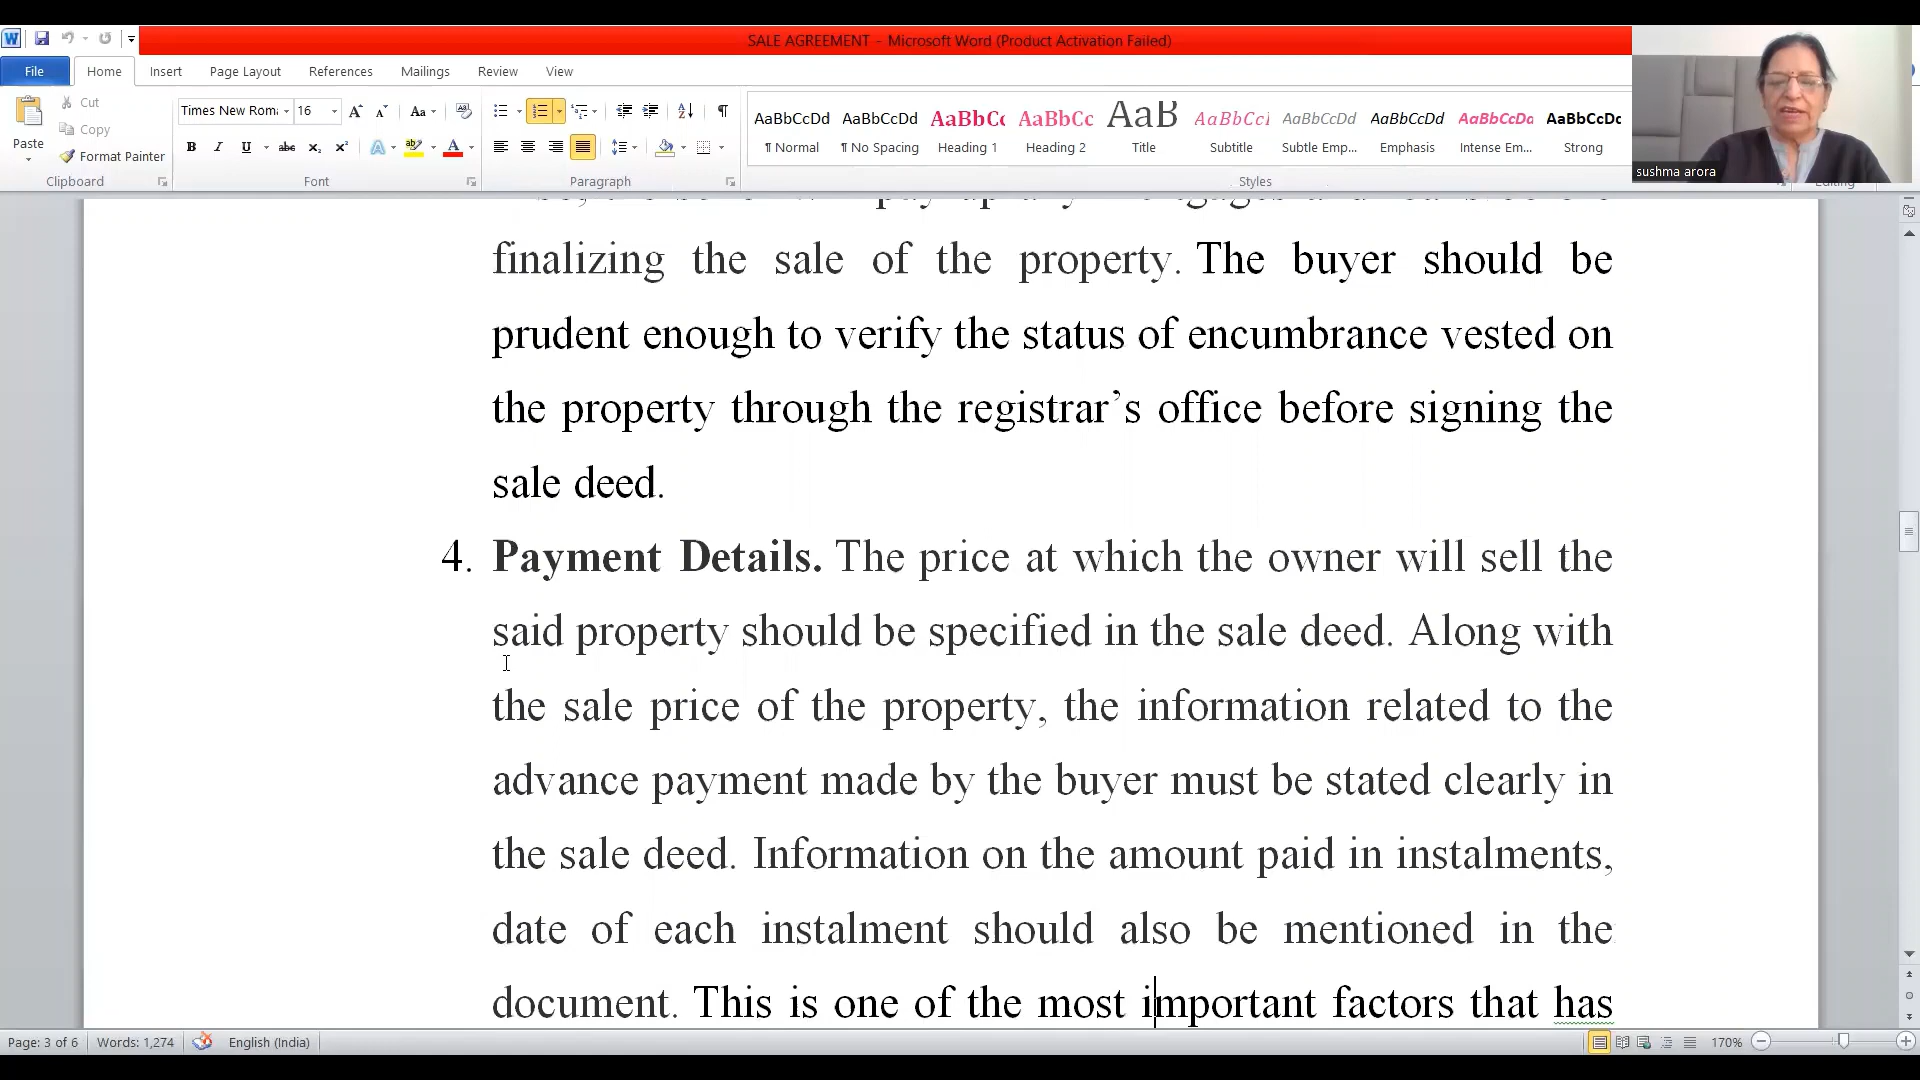 SALE AGREEMENT - Microsoft Word (Product Activation Failed)
File Home Insert Page Layout References Mailings Review View
Cut
Copy
Paste
Format Painter
Clipboard
Times New Roma 16
Font
Paragraph
AaBbCcDd AaBbCcDd AaBbCc AaBbCc AaB AaBbCcI AaBbCcDd AaBbCcDd AaBbCcDd AaBbCcDc
¶ Normal ¶ No Spacing Heading 1 Heading 2 Title Subtitle Subtle Emp... Emphasis Intense Em... Strong
Styles
sushma arora
finalizing the sale of the property. The buyer should be
prudent enough to verify the status of encumbrance vested on
the property through the registrar’s office before signing the
sale deed.
4. Payment Details. The price at which the owner will sell the
said property should be specified in the sale deed. Along with
the sale price of the property, the information related to the
advance payment made by the buyer must be stated clearly in
the sale deed. Information on the amount paid in instalments,
date of each instalment should also be mentioned in the
document. This is one of the most important factors that has
Page: 3 of 6 Words: 1,274 English (India) 170%